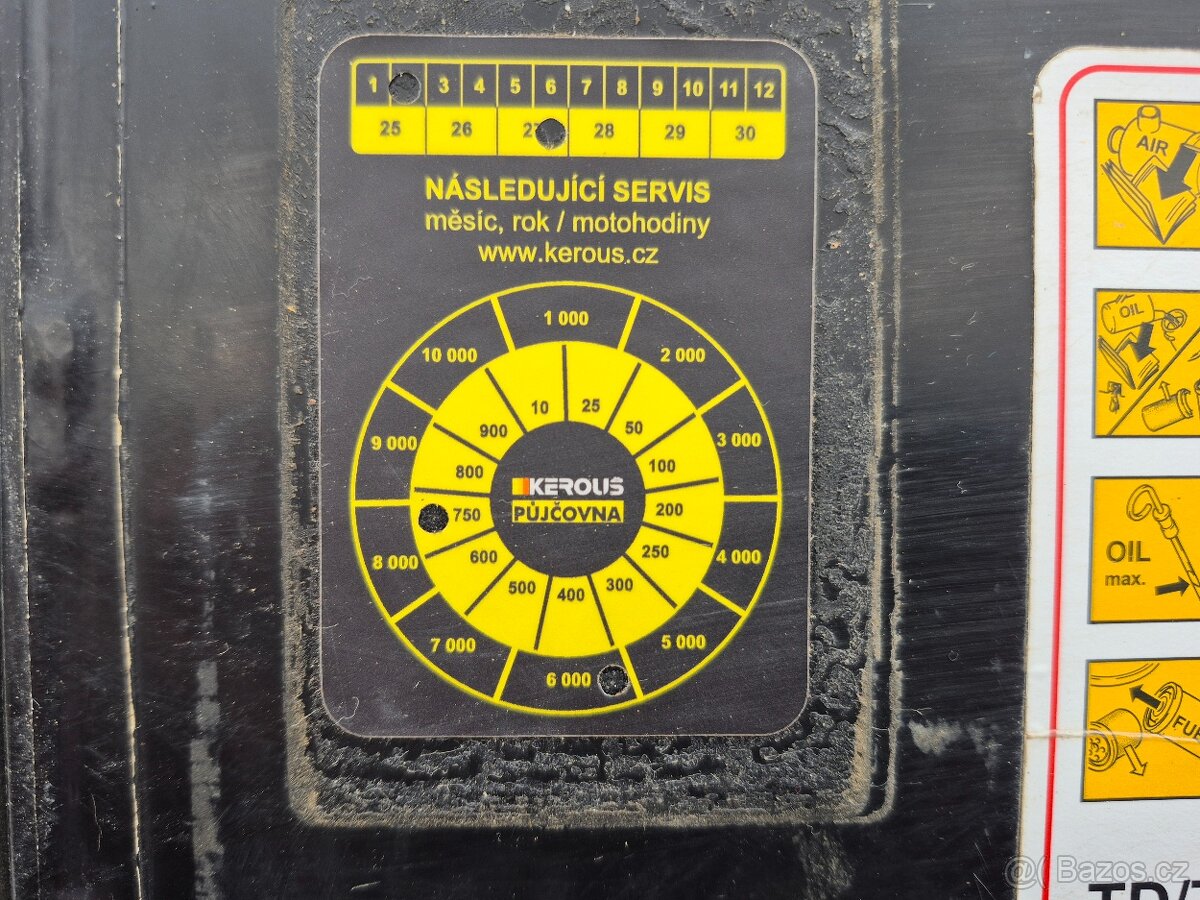 1 3 4 5 6 7 8 9 10 11 12
25 26 27 28 29 30
NÁSLEDUJÍCÍ SERVIS
měsíc, rok / motohodiny
www.kerous.cz
1 000
2 000
3 000
4 000
5 000
6 000
7 000
8 000
9 000
10 000
10
25
50
100
200
250
300
400
500
600
750
800
900
KEROUS
PŮJČOVNA
AIR
OIL
OIL
max.
@( Bazos.cz